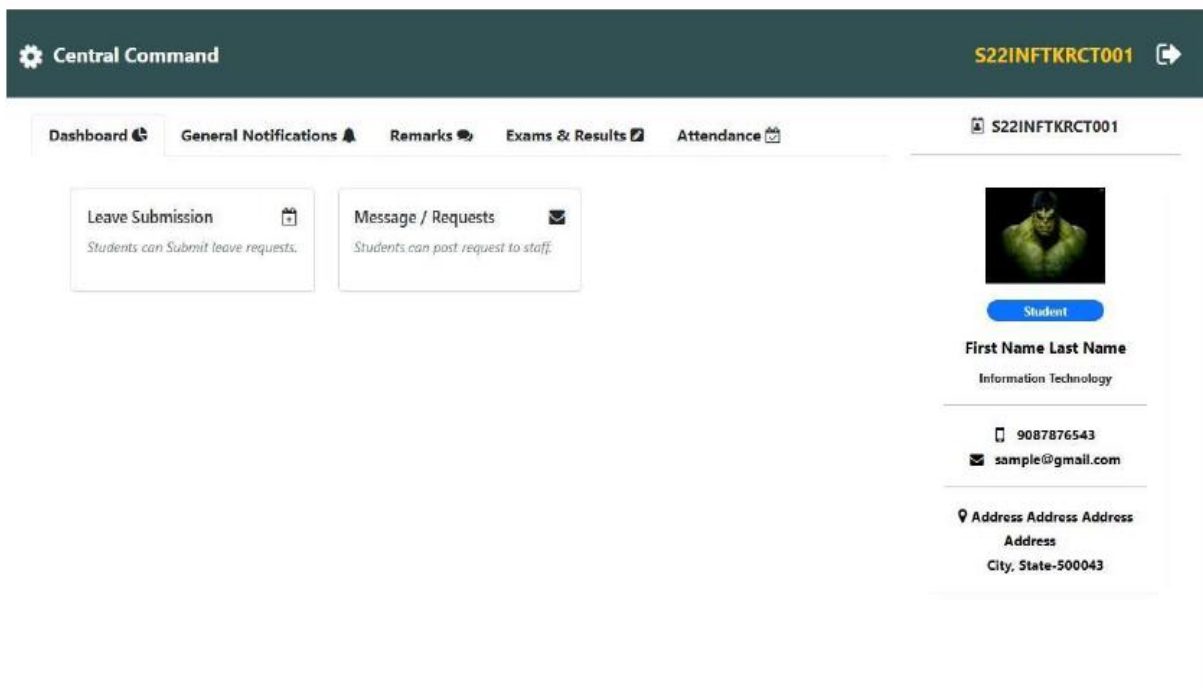 Central Command
S22INFTKRCT001
Dashboard
General Notifications
Remarks
Exams & Results
Attendance
S22INFTKRCT001
Leave Submission
Students can Submit leave requests.
Message / Requests
Students can post request to staff.
Student
First Name Last Name
Information Technology
9087876543
sample@gmail.com
Address Address Address
Address
City, State-500043